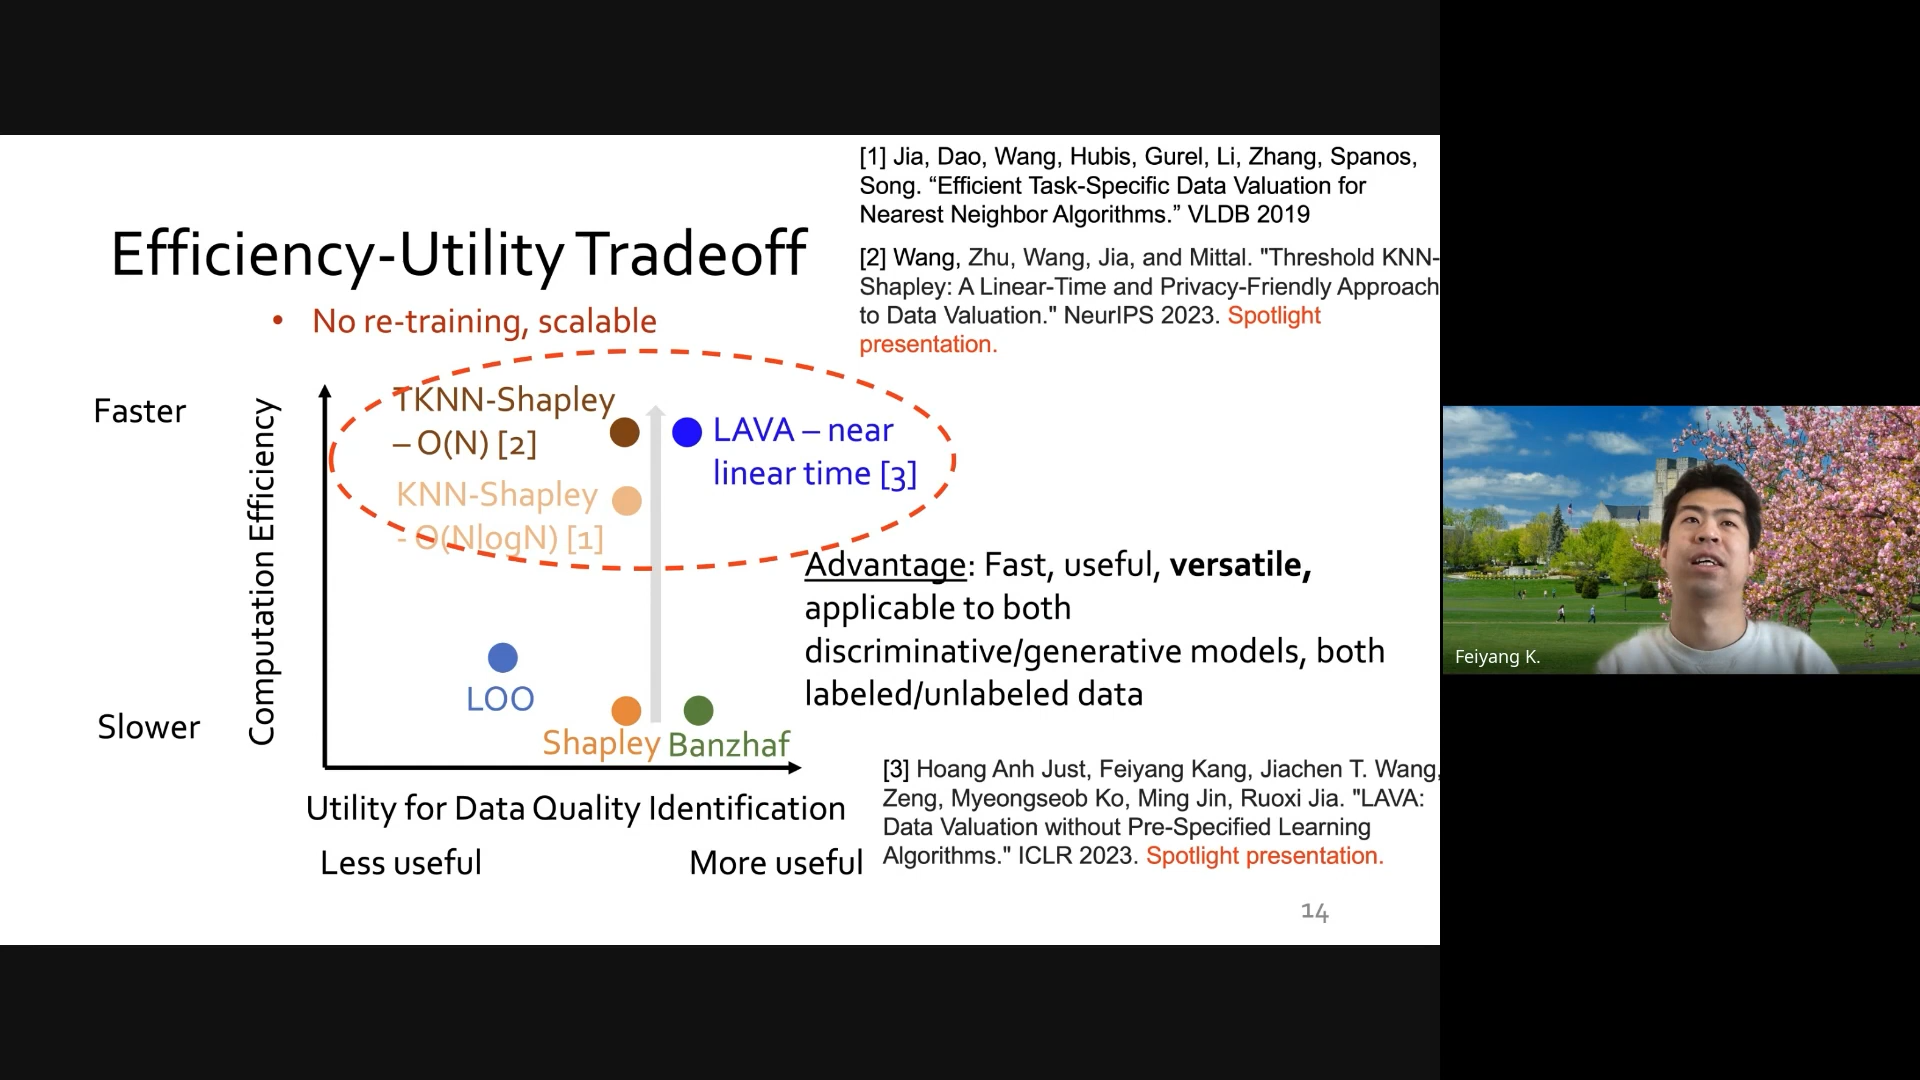 [1] Jia, Dao, Wang, Hubis, Gurel, Li, Zhang, Spanos,
Song. “Efficient Task-Specific Data Valuation for
Nearest Neighbor Algorithms.” VLDB 2019
[2] Wang, Zhu, Wang, Jia, and Mittal. "Threshold KNN-
Shapley: A Linear-Time and Privacy-Friendly Approach
to Data Valuation." NeurIPS 2023. Spotlight
presentation.
Efficiency-Utility Tradeoff
• No re-training, scalable
Faster
Slower
Computation Efficiency
TKNN-Shapley
– O(N) [2]
KNN-Shapley
- O(NlogN) [1]
LAVA – near
linear time [3]
LOO
Shapley
Banzhaf
Utility for Data Quality Identification
Less useful
More useful
Advantage: Fast, useful, versatile,
applicable to both
discriminative/generative models, both
labeled/unlabeled data
[3] Hoang Anh Just, Feiyang Kang, Jiachen T. Wang,
Zeng, Myeongseob Ko, Ming Jin, Ruoxi Jia. "LAVA:
Data Valuation without Pre-Specified Learning
Algorithms." ICLR 2023. Spotlight presentation.
14
Feiyang K.